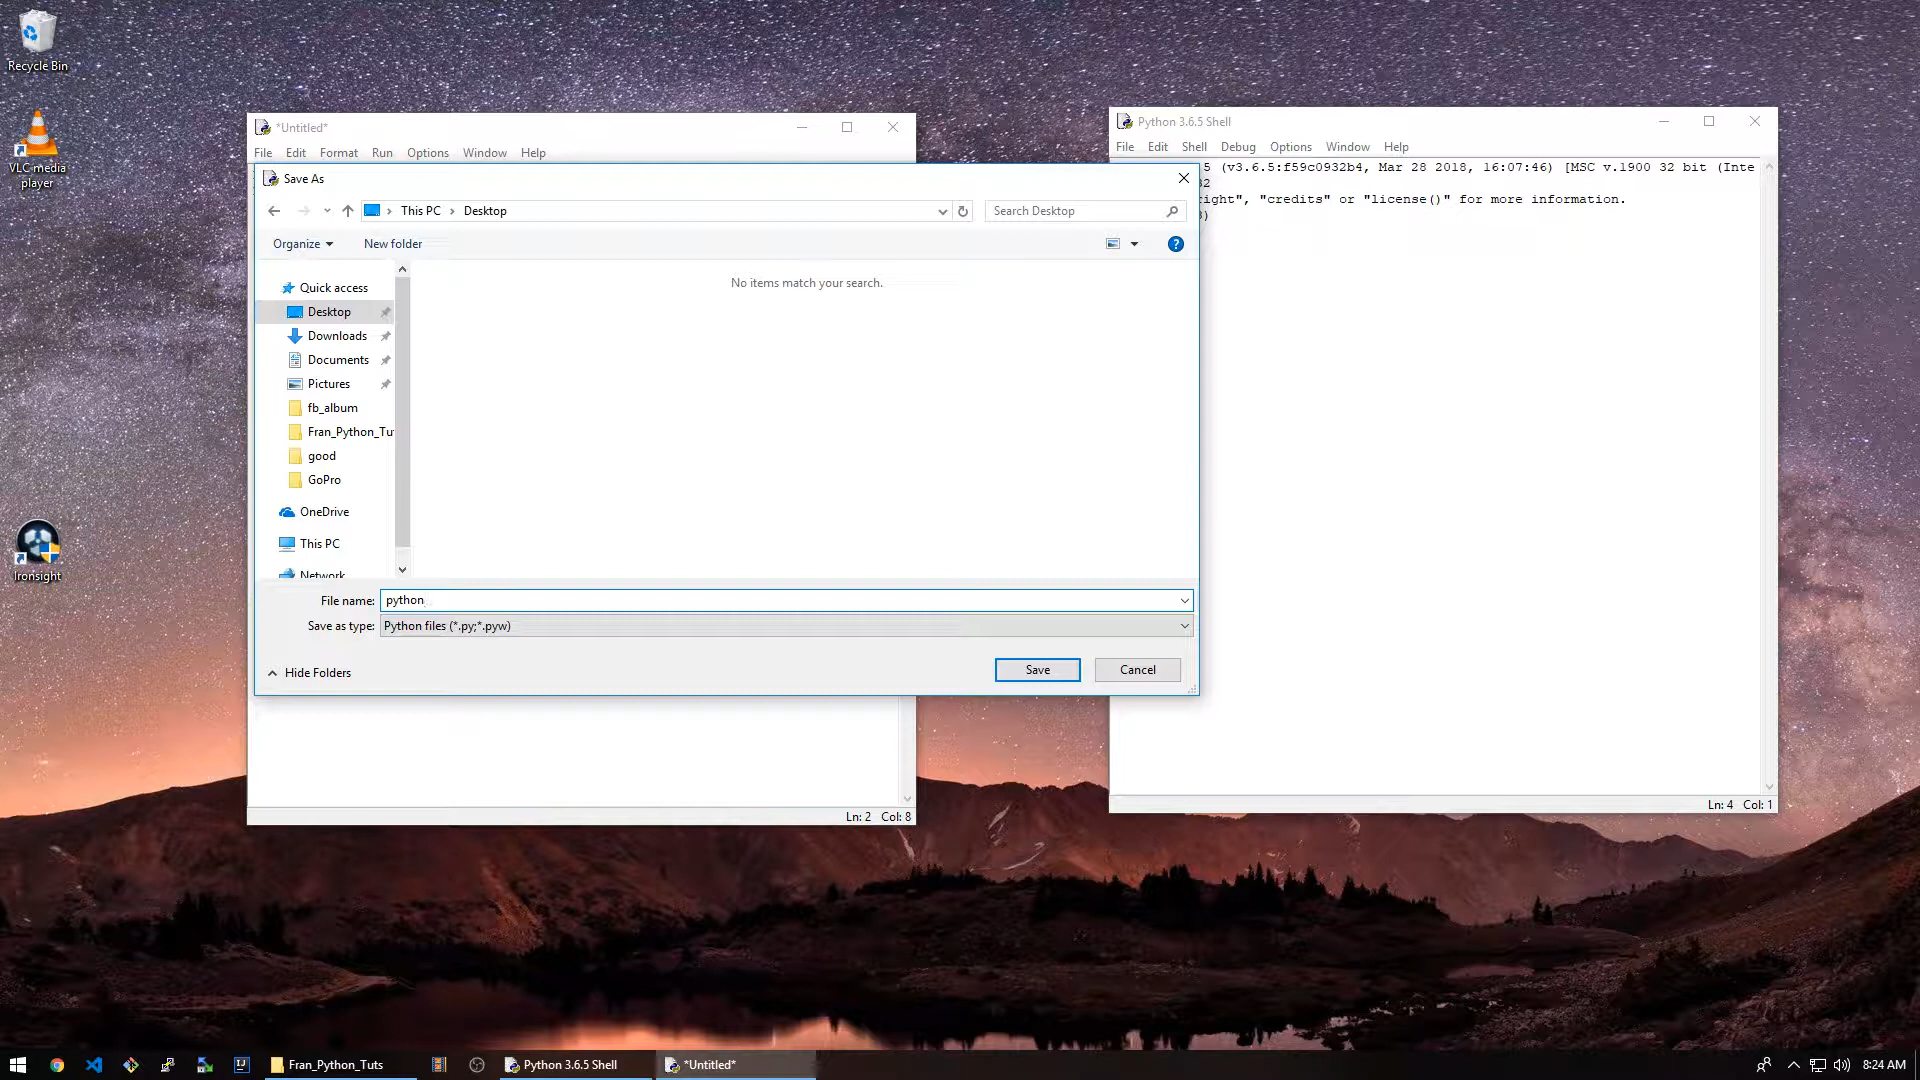 Recycle Bin
VLC media
player
Ironsight
*Untitled*
File Edit Format Run Options Window Help
Save As
This PC Desktop
Search Desktop
Organize New folder
?
No items match your search.
Quick access
Desktop
Downloads
Documents
Pictures
fb_album
Fran_Python_Tu
good
GoPro
OneDrive
This PC
Network
File name: python
Save as type: Python files (*.py;*.pyw)
Hide Folders
Save Cancel
Ln: 2 Col: 8
Python 3.6.5 Shell
File Edit Shell Debug Options Window Help
5 (v3.6.5:f59c0932b4, Mar 28 2018, 16:07:46) [MSC v.1900 32 bit (Inte
32
right", "credits" or "license()" for more information.
)
Ln: 4 Col: 1
Fran_Python_Tuts
Python 3.6.5 Shell
*Untitled*
8:24 AM